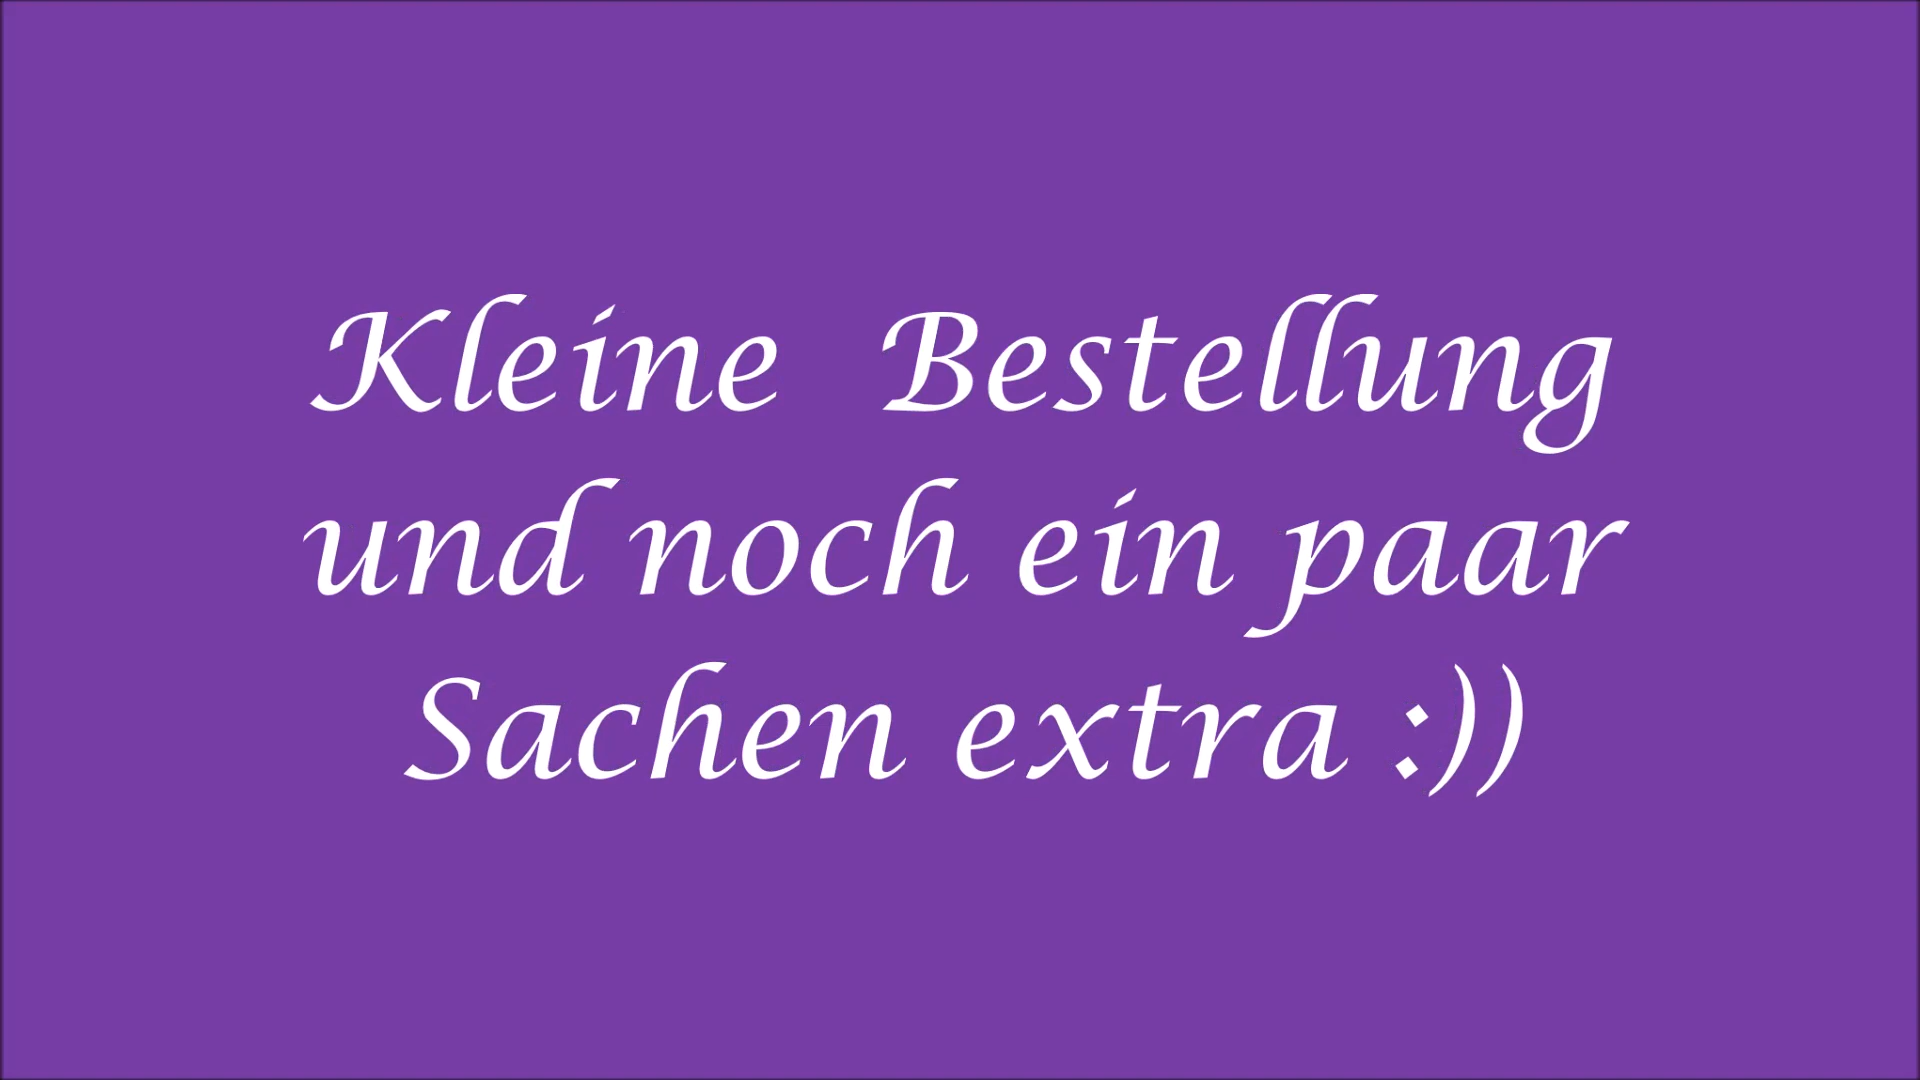 Kleine  Bestellung
und noch ein paar
Sachen extra :))